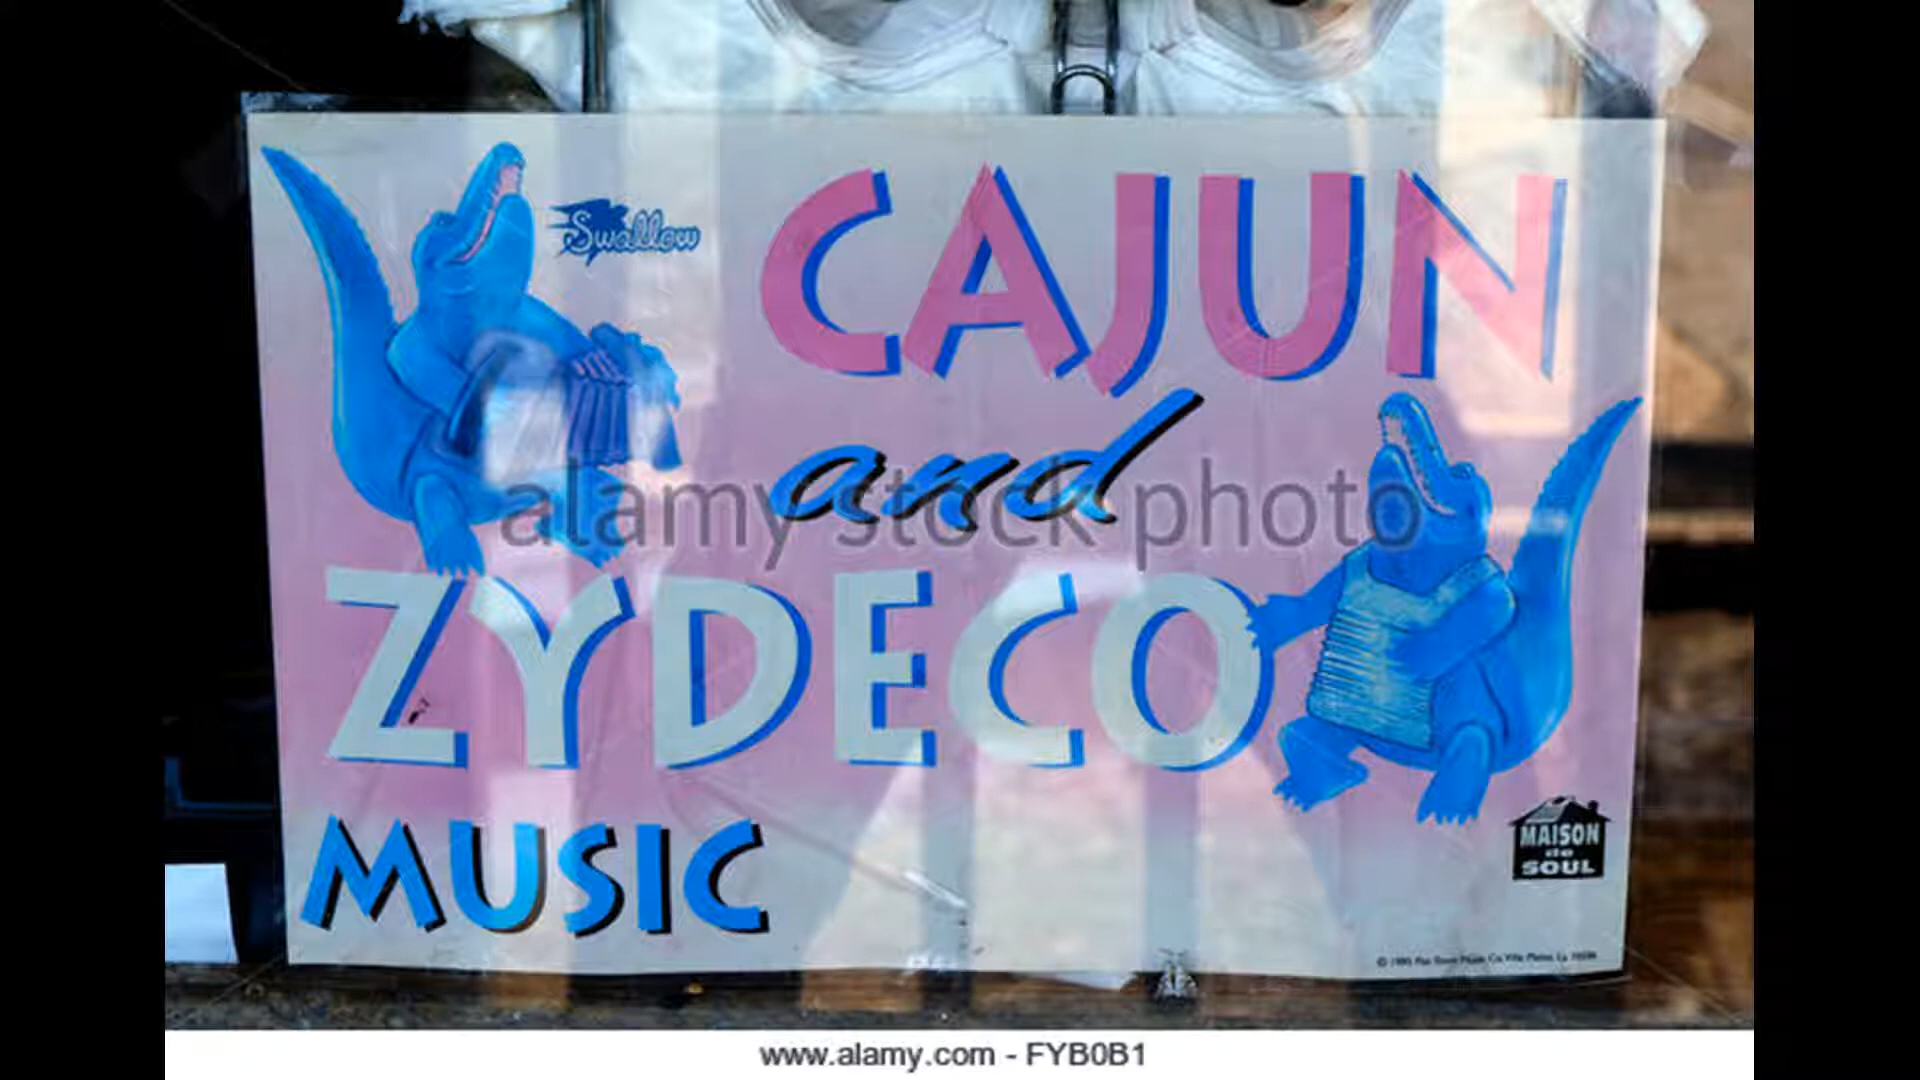 Swallow
CAJUN
and
ZYDECO
MUSIC
MAISON
de
SOUL
alamy stock photo
www.alamy.com - FYB0B1